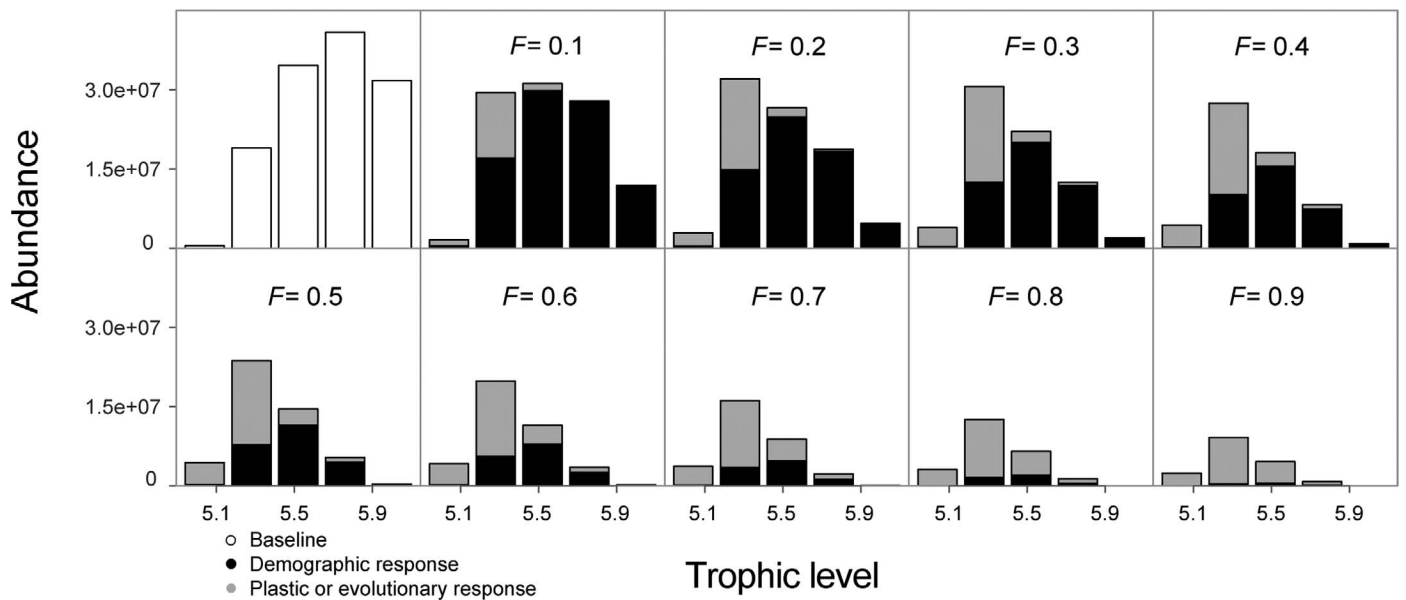 F= 0.1
F= 0.2
F= 0.3
F= 0.4
3.0e+07
1.5e+07
0
Abundance
F= 0.5
F= 0.6
F= 0.7
F= 0.8
F= 0.9
3.0e+07
1.5e+07
0
5.1 5.5 5.9 5.1 5.5 5.9 5.1 5.5 5.9 5.1 5.5 5.9 5.1 5.5 5.9
Baseline
Demographic response
Plastic or evolutionary response
Trophic level